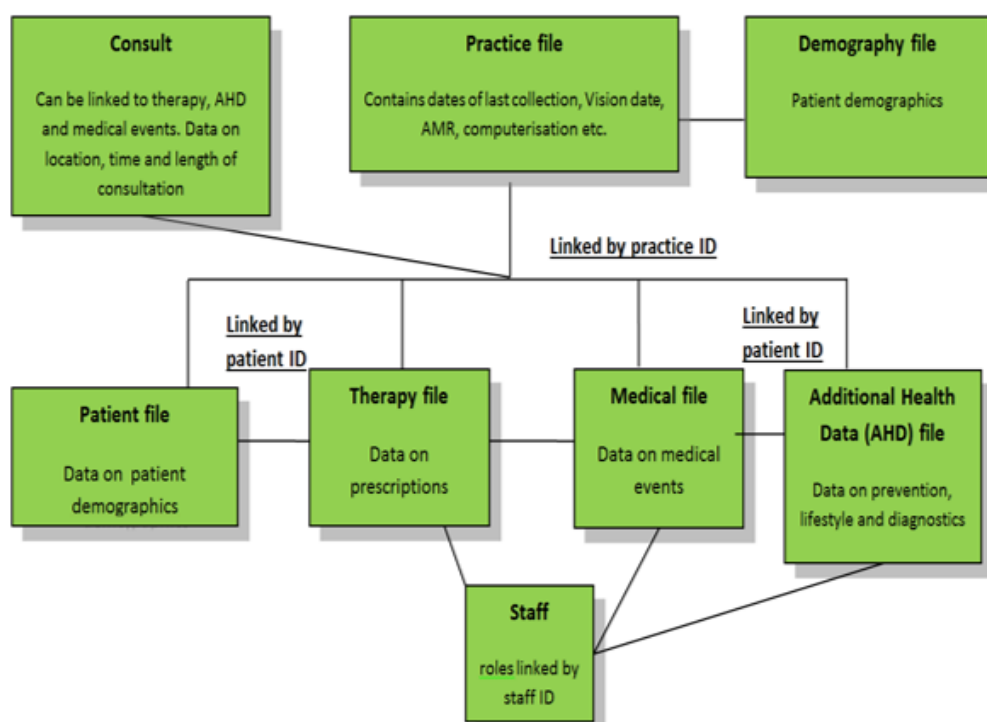 Consult
Can be linked to therapy, AHD
and medical events. Data on
location, time and length of
consultation
Practice file
Contains dates of last collection, Vision date,
AMR, computerisation etc.
Demography file
Patient demographics
Linked by practice ID
Linked by
patient ID
Linked by
patient ID
Patient file
Data on patient
demographics
Therapy file
Data on
prescriptions
Medical file
Data on medical
events
Additional Health
Data (AHD) file
Data on prevention,
lifestyle and diagnostics
Staff
roles linked by
staff ID